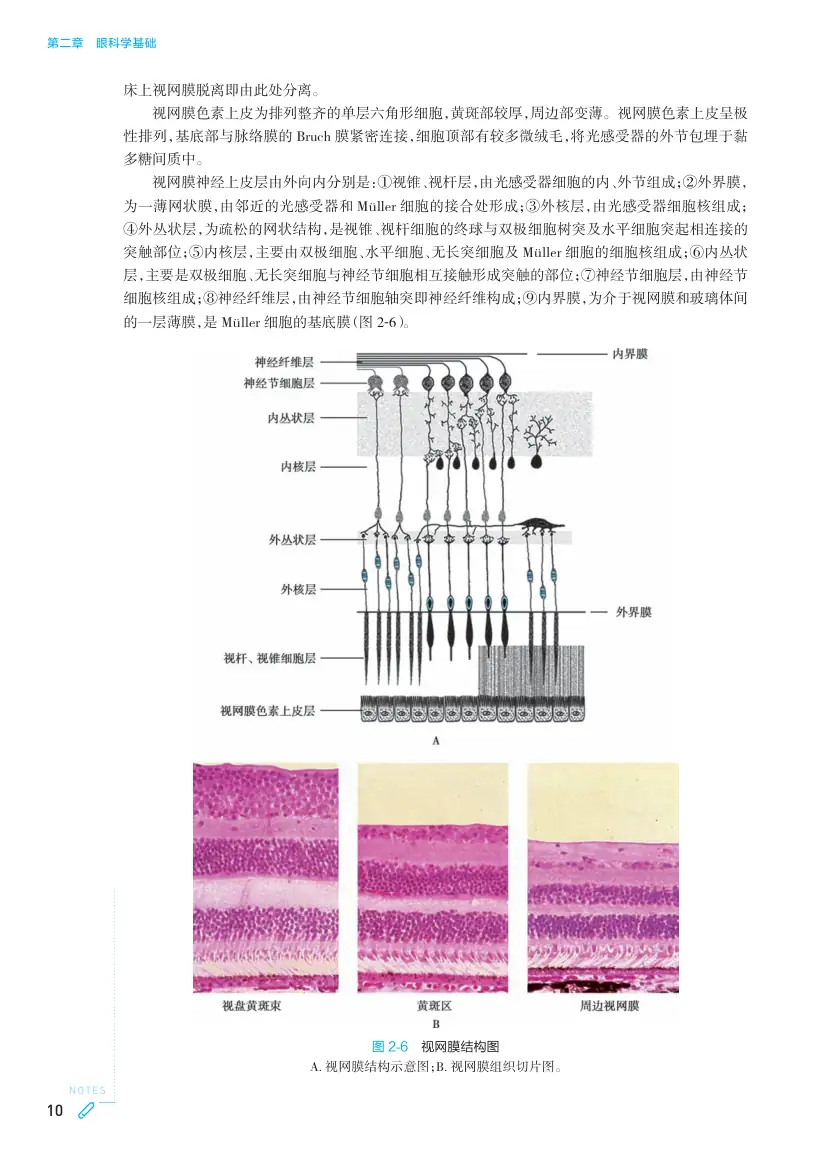 第二章　眼科学基础
床上视网膜脱离即由此处分离。
视网膜色素上皮为排列整齐的单层六角形细胞,黄斑部较厚,周边部变薄。视网膜色素上皮呈极
性排列,基底部与脉络膜的 Bruch 膜紧密连接,细胞顶部有较多微绒毛,将光感受器的外节包埋于黏
多糖间质中。
视网膜神经上皮层由外向内分别是:①视锥、视杆层,由光感受器细胞的内、外节组成;②外界膜,
为一薄网状膜,由邻近的光感受器和 Müller 细胞的接合处形成;③外核层,由光感受器细胞核组成;
④外丛状层,为疏松的网状结构,是视锥、视杆细胞的终球与双极细胞树突及水平细胞突起相连接的
突触部位;⑤内核层,主要由双极细胞、水平细胞、无长突细胞及 Müller 细胞的细胞核组成;⑥内丛状
层,主要是双极细胞、无长突细胞与神经节细胞相互接触形成突触的部位;⑦神经节细胞层,由神经节
细胞核组成;⑧神经纤维层,由神经节细胞轴突即神经纤维构成;⑨内界膜,为介于视网膜和玻璃体间
的一层薄膜,是 Müller 细胞的基底膜(图 2-6)。
内界膜
神经纤维层
神经节细胞层
内丛状层
内核层
外丛状层
外核层
外界膜
视杆、视锥细胞层
视网膜色素上皮层
A
视盘黄斑束
黄斑区
周边视网膜
B
图 2-6　视网膜结构图
A. 视网膜结构示意图;B. 视网膜组织切片图。
NOTES
10